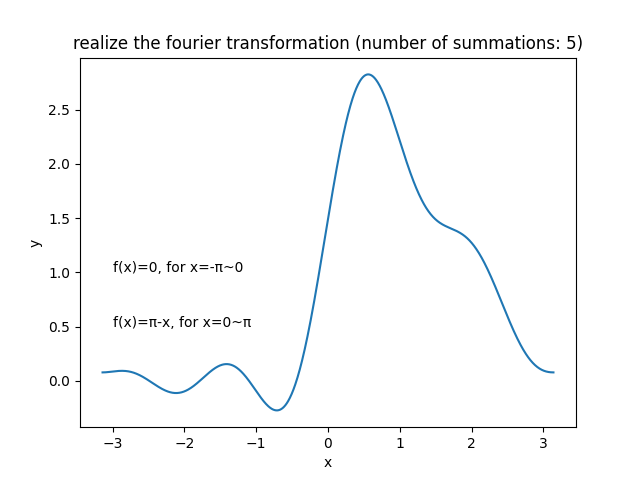 realize the fourier transformation (number of summations: 5)
y
2.5
2.0
1.5
1.0
0.5
0.0
f(x)=0, for x=-π~0
f(x)=π-x, for x=0~π
−3 −2 −1 0 1 2 3
x